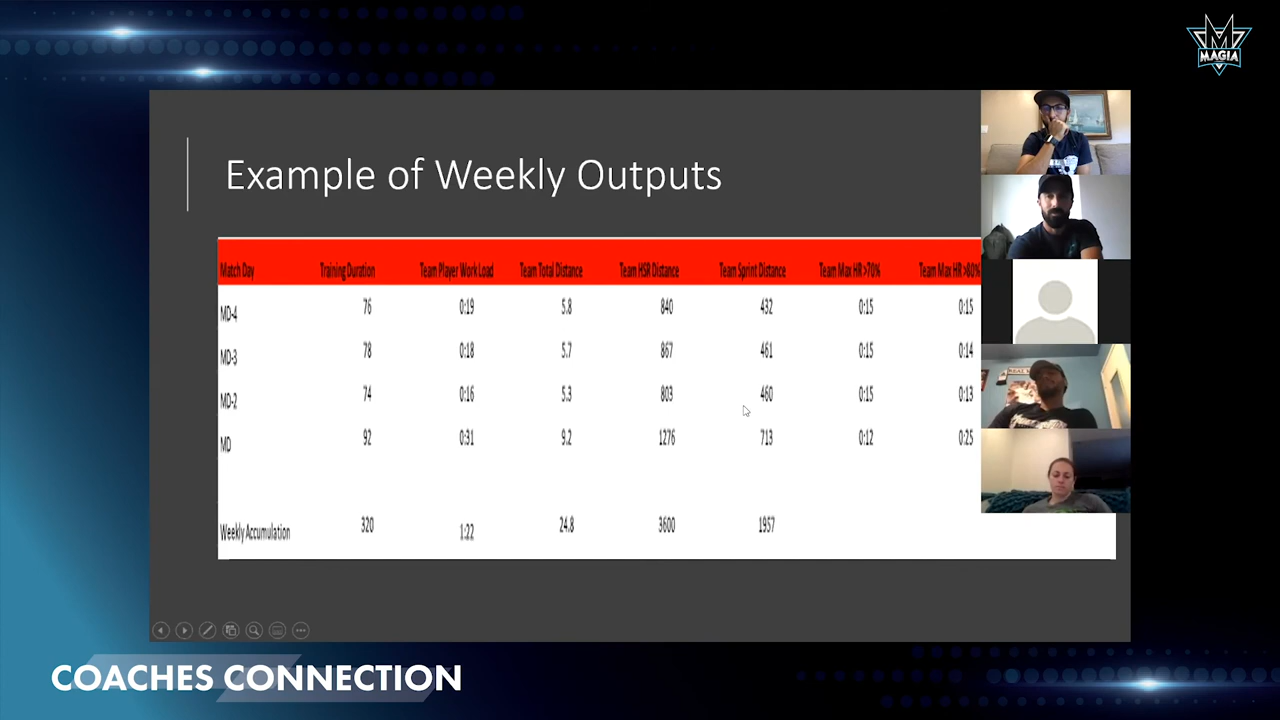 MAGIA
Example of Weekly Outputs
Match Day Training Duration Team Player Work Load Team Total Distance Team HSR Distance Team Sprint Distance Team Max HR >70% Team Max HR >80%
MD-4 76 0:19 5.8 840 432 0:15 0:15
MD-3 78 0:18 5.7 867 461 0:15 0:14
MD-2 74 0:16 5.3 803 460 0:15 0:13
MD 92 0:31 9.2 1276 713 0:12 0:25
Weekly Accumulation 320 1:22 24.8 3600 1957
COACHES CONNECTION